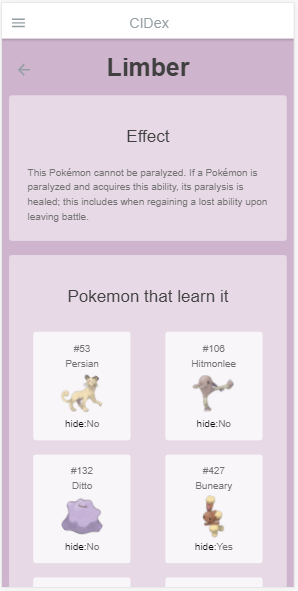 CIDex
Limber
Effect
This Pokémon cannot be paralyzed. If a Pokémon is
paralyzed and acquires this ability, its paralysis is
healed; this includes when regaining a lost ability upon
leaving battle.
Pokemon that learn it
#53
Persian
hide:No
#106
Hitmonlee
hide:No
#132
Ditto
hide:No
#427
Buneary
hide:Yes